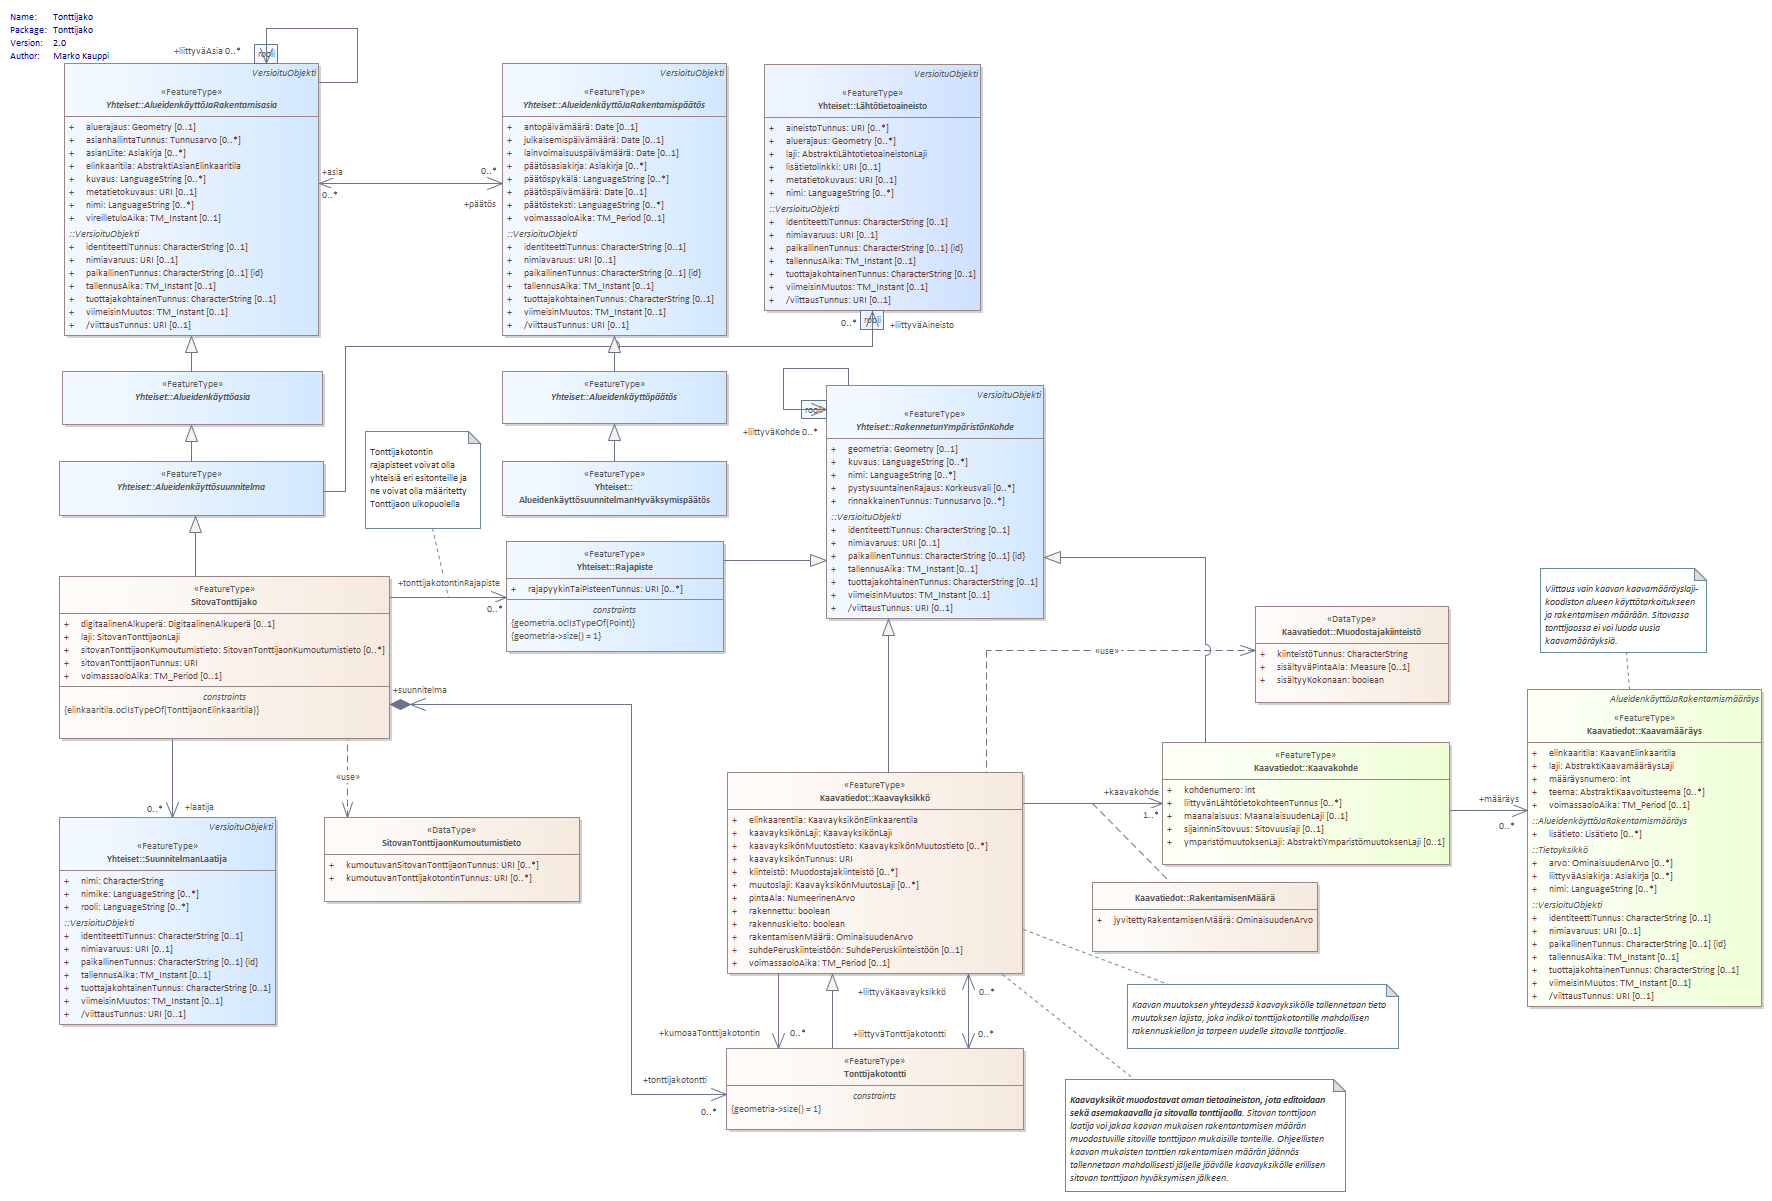 Name: Tonttijako
Package: Tonttijako
Version: 2.0
Author: Marko Kauppi
+liittyväAsia 0..*
rooli
VersioituObjekti
«FeatureType»
Yhteiset::AlueidenkäyttöJaRakentamisasia
+ aluerajaus: Geometry [0..1]
+ asianhallintaTunnus: Tunnusarvo [0..*]
+ asianLiite: Asiakirja [0..*]
+ elinkaaritila: AbstraktiAsianElinkaaritila
+ kuvaus: LanguageString [0..*]
+ metatietokuvaus: URI [0..1]
+ nimi: LanguageString [0..*]
+ vireilletuloAika: TM_Instant [0..1]
::VersioituObjekti
+ identiteettiTunnus: CharacterString [0..1]
+ nimiavaruus: URI [0..1]
+ paikallinenTunnus: CharacterString [0..1] {id}
+ tallennusAika: TM_Instant [0..1]
+ tuottajakohtainenTunnus: CharacterString [0..1]
+ viimeisinMuutos: TM_Instant [0..1]
+ /viittausTunnus: URI [0..1]
+asia
0..*
0..*
+päätös
VersioituObjekti
«FeatureType»
Yhteiset::AlueidenkäyttöJaRakentamispäätös
+ antopäivämäärä: Date [0..1]
+ julkaisemispäivämäärä: Date [0..1]
+ lainvoimaisuuspäivämäärä: Date [0..1]
+ päätösasiakirja: Asiakirja [0..*]
+ päätöspykälä: LanguageString [0..*]
+ päätöspäivämäärä: Date [0..1]
+ päätösteksti: LanguageString [0..*]
+ voimassaoloAika: TM_Period [0..1]
::VersioituObjekti
+ identiteettiTunnus: CharacterString [0..1]
+ nimiavaruus: URI [0..1]
+ paikallinenTunnus: CharacterString [0..1] {id}
+ tallennusAika: TM_Instant [0..1]
+ tuottajakohtainenTunnus: CharacterString [0..1]
+ viimeisinMuutos: TM_Instant [0..1]
+ /viittausTunnus: URI [0..1]
VersioituObjekti
«FeatureType»
Yhteiset::Lähtötietoaineisto
+ aineistoTunnus: URI [0..*]
+ aluerajaus: Geometry [0..*]
+ laji: AbstraktiLähtotietoaineistonLaji
+ lisätietolinkki: URI [0..1]
+ metatietokuvaus: URI [0..1]
+ nimi: LanguageString [0..*]
::VersioituObjekti
+ identiteettiTunnus: CharacterString [0..1]
+ nimiavaruus: URI [0..1]
+ paikallinenTunnus: CharacterString [0..1] {id}
+ tallennusAika: TM_Instant [0..1]
+ tuottajakohtainenTunnus: CharacterString [0..1]
+ viimeisinMuutos: TM_Instant [0..1]
+ /viittausTunnus: URI [0..1]
0..*
rooli
+liittyväAineisto
«FeatureType»
Yhteiset::Alueidenkäyttöasia
«FeatureType»
Yhteiset::Alueidenkäyttöpäätös
«FeatureType»
Yhteiset::Alueidenkäyttösuunnitelma
«FeatureType»
Yhteiset::
AlueidenkäyttösuunnitelmanHyväksymispäätös
Tonttijakotontin
rajapisteet voivat olla
yhteisiä eri esitonteille ja
ne voivat olla määritetty
Tonttijaon ulkopuolella
rooli
+liittyväKohde 0..*
VersioituObjekti
«FeatureType»
Yhteiset::RakennetunYmpäristönKohde
+ geometria: Geometry [0..1]
+ kuvaus: LanguageString [0..*]
+ nimi: LanguageString [0..*]
+ pystysuuntainenRajaus: Korkeusvali [0..*]
+ rinnakkainenTunnus: Tunnusarvo [0..*]
::VersioituObjekti
+ identiteettiTunnus: CharacterString [0..1]
+ nimiavaruus: URI [0..1]
+ paikallinenTunnus: CharacterString [0..1] {id}
+ tallennusAika: TM_Instant [0..1]
+ tuottajakohtainenTunnus: CharacterString [0..1]
+ viimeisinMuutos: TM_Instant [0..1]
+ /viittausTunnus: URI [0..1]
«FeatureType»
Yhteiset::Rajapiste
+ rajapyykinTaiPisteenTunnus: URI [0..*]
constraints
{geometria.oclIsTypeOf(Point)}
{geometria->size() = 1}
+tonttijakotontinRajapiste
0..*
«FeatureType»
SitovaTonttijako
+ digitaalinenAlkuperä: DigitaalinenAlkuperä [0..1]
+ laji: SitovanTonttijaonLaji
+ sitovanTonttijaonKumoutumistieto: SitovanTonttijaonKumoutumistieto [0..*]
+ sitovanTonttijaonTunnus: URI
+ voimassaoloAika: TM_Period [0..1]
constraints
{elinkaaritila.oclIsTypeOf(TonttijaonElinkaaritila)}
+suunnitelma
«use»
0..*
+laatija
VersioituObjekti
«FeatureType»
Yhteiset::SuunnitelmanLaatija
+ nimi: CharacterString
+ nimike: LanguageString [0..*]
+ rooli: LanguageString [0..*]
::VersioituObjekti
+ identiteettiTunnus: CharacterString [0..1]
+ nimiavaruus: URI [0..1]
+ paikallinenTunnus: CharacterString [0..1] {id}
+ tallennusAika: TM_Instant [0..1]
+ tuottajakohtainenTunnus: CharacterString [0..1]
+ viimeisinMuutos: TM_Instant [0..1]
+ /viittausTunnus: URI [0..1]
«DataType»
SitovanTonttijaonKumoutumistieto
+ kumoutuvanSitovanTonttijaonTunnus: URI [0..*]
+ kumoutuvanTonttijakotontinTunnus: URI [0..*]
«use»
«DataType»
Kaavatiedot::Muodostajakiinteistö
+ kiinteistöTunnus: CharacterString
+ sisältyväPintaAla: Measure [0..1]
+ sisältyyKokonaan: boolean
Viittaus vain kaavan kaavamääräyslaji-
koodiston alueen käyttötarkoitukseen
ja rakentamisen määrään. Sitovassa
tonttijaossa ei voi luoda uusia
kaavamääräyksiä.
AlueidenkäyttöJaRakentamismääräys
«FeatureType»
Kaavatiedot::Kaavamääräys
+ elinkaaritila: KaavanElinkaaritila
+ laji: AbstraktiKaavamääräysLaji
+ määräysnumero: int
+ teema: AbstraktiKaavoitusteema [0..*]
+ voimassaoloAika: TM_Period [0..1]
::AlueidenkäyttöJaRakentamismääräys
+ lisätieto: Lisätieto [0..*]
::Tietoyksikkö
+ arvo: OminaisuudenArvo [0..*]
+ liittyväAsiakirja: Asiakirja [0..*]
+ nimi: LanguageString [0..*]
::VersioituObjekti
+ identiteettiTunnus: CharacterString [0..1]
+ nimiavaruus: URI [0..1]
+ paikallinenTunnus: CharacterString [0..1] {id}
+ tallennusAika: TM_Instant [0..1]
+ tuottajakohtainenTunnus: CharacterString [0..1]
+ viimeisinMuutos: TM_Instant [0..1]
+ /viittausTunnus: URI [0..1]
«FeatureType»
Kaavatiedot::Kaavakohde
+ kohdenumero: int
+ liittyvänLähtötietokohteenTunnus [0..*]
+ maanalaisuus: MaanalaisuudenLaji [0..1]
+ sijainninSitovuus: Sitovuuslaji [0..1]
+ ymparistömuutoksenLaji: AbstraktiYmparistömuutoksenLaji [0..1]
+määräys
0..*
+kaavakohde
1..*
«FeatureType»
Kaavatiedot::Kaavayksikkö
+ elinkaarentila: KaavayksikönElinkaarentila
+ kaavayksikönLaji: KaavayksikönLaji
+ kaavayksikönMuutostieto: KaavayksikönMuutostieto [0..*]
+ kaavayksikönTunnus: URI
+ kiinteistö: Muodostajakiinteistö [0..*]
+ muutoslaji: KaavayksikönMuutosLaji [0..*]
+ pintaAla: NumeerinenArvo
+ rakennettu: boolean
+ rakennuskielto: boolean
+ rakentamisenMäärä: OminaisuudenArvo
+ suhdePeruskiinteistöön: SuhdePeruskiinteistöön [0..1]
+ voimassaoloAika: TM_Period [0..1]
Kaavatiedot::RakentamisenMäärä
+ jyvitettyRakentamisenMäärä: OminaisuudenArvo
+liittyväKaavayksikkö
0..*
+kumoaaTonttijakotontin
0..*
+liittyväTonttijakotontti
0..*
«FeatureType»
Tonttijakotontti
constraints
{geometria->size() = 1}
+tonttijakotontti
0..*
Kaavan muutoksen yhteydessä kaavayksikölle tallennetaan tieto
muutoksen lajista, joka indikoi tonttijakotontille mahdollisen
rakennuskiellon ja tarpeen uudelle sitovalle tonttjaolle.
Kaavayksiköt muodostavat oman tietoaineiston, jota editoidaan
sekä asemakaavalla ja sitovalla tonttijaolla. Sitovan tonttijaon
laatija voi jakaa kaavan mukaisen rakentantamisen määrän
muodostuville sitoville tonttijaon mukaisille tonteille. Ohjeellisten
kaavan mukaisten tonttien rakentamisen määrän jäännös
tallennetaan mahdollisesti jäljelle jäävälle kaavayksikölle erillisen
sitovan tonttijaon hyväksymisen jälkeen.